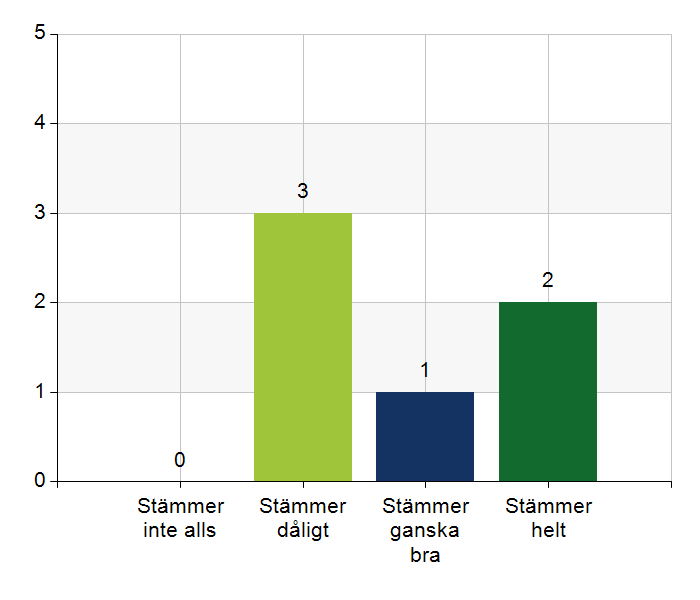 5
4
3
2
1
0
0
3
1
2
Stämmer
inte alls
Stämmer
dåligt
Stämmer
ganska
bra
Stämmer
helt